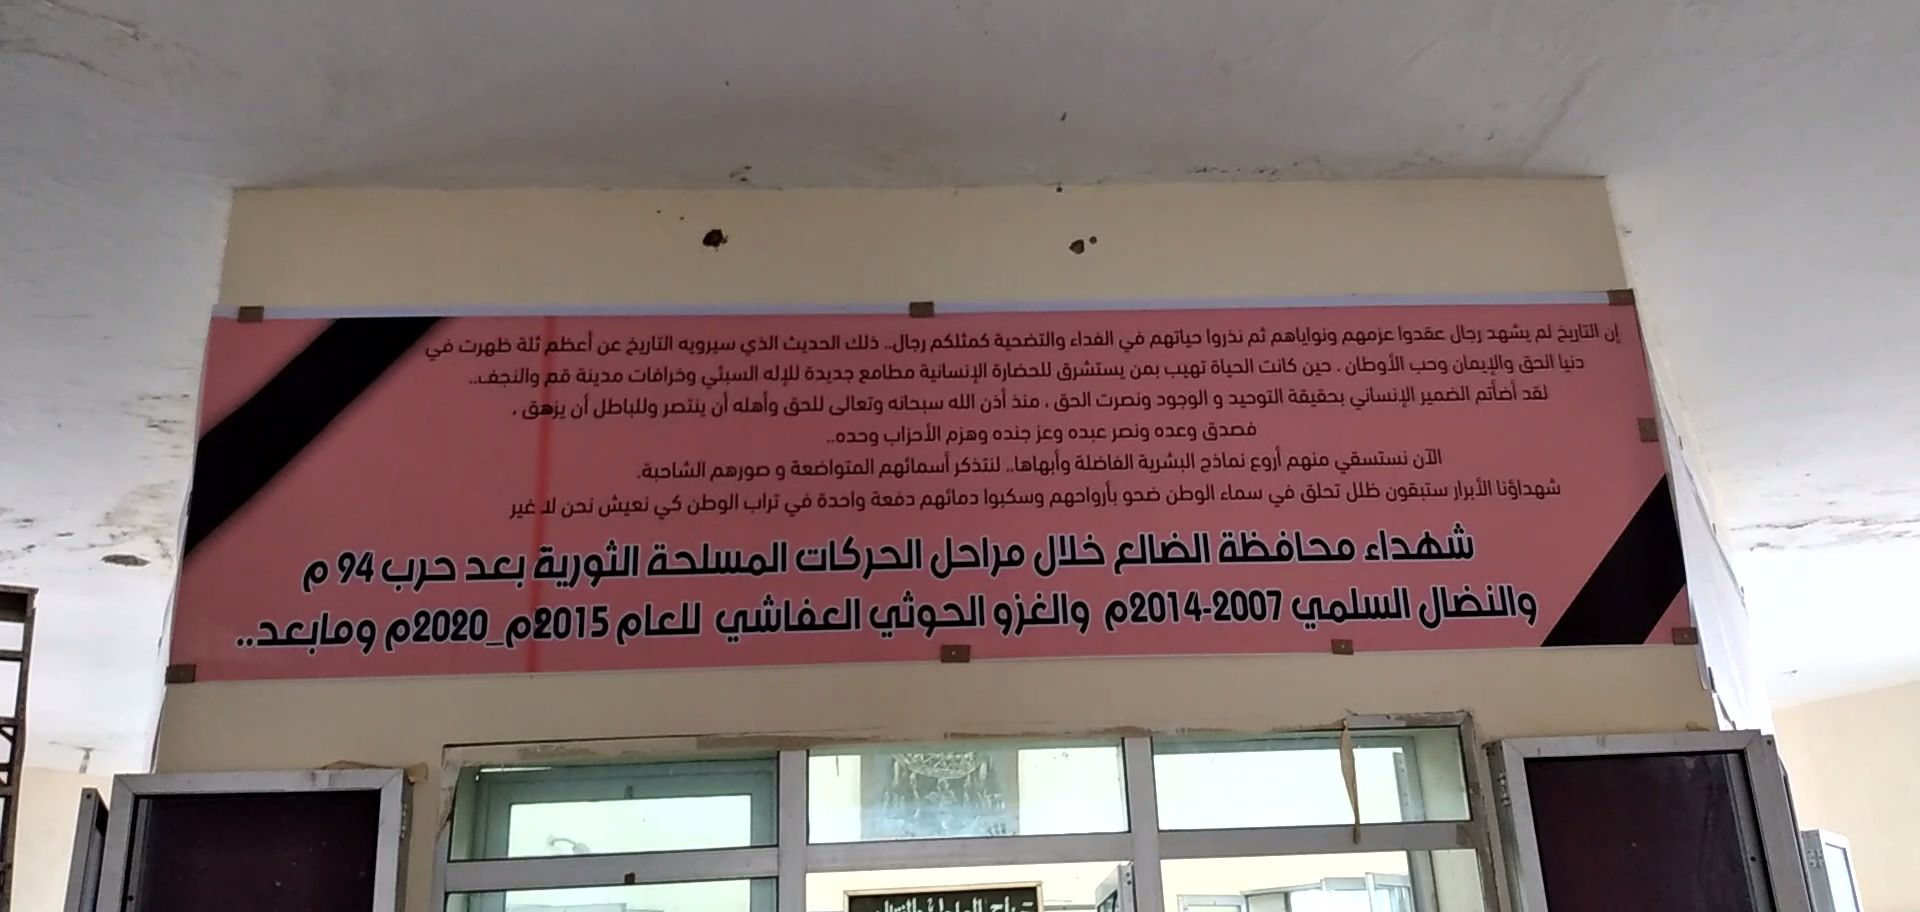 إن التاريخ لم يشهد رجال عقدوا عزمهم ونواياهم ثم نذروا حياتهم في الفداء والتضحية كمثلكم رجال.. ذلك الحديث الذي سيرويه التاريخ عن أعظم ثلة ظهرت في
دنيا الحق والإيمان وحب الأوطان . حين كانت الحياة تهيب بمن يستشرق للحضارة الإنسانية مطامع جديدة للإله السبئي وخرافات مدينة قم والنجف..
لقد أضأتم الضمير الإنساني بحقيقة التوحيد و الوجود ونصرت الحق ، منذ أذن الله سبحانه وتعالى للحق وأهله أن ينتصر وللباطل أن يزهق ،
فصدق وعده ونصر عبده وعز جنده وهزم الأحزاب وحده..
الآن نستسقي منهم أروع نماذج البشرية الفاضلة وأبهاها.. لنتذكر أسمائهم المتواضعة و صورهم الشاحبة.
شهداؤنا الأبرار ستبقون ظلل تحلق في سماء الوطن ضحو بأرواحهم وسكبوا دمائهم دفعة واحدة في تراب الوطن كي نعيش نحن لا غير
شهداء محافظة الضالع خلال مراحل الحركات المسلحة الثورية بعد حرب 94 م
والنضال السلمي 2007-2014م والغزو الحوثي العفاشي للعام 2015م_2020م ومابعد..